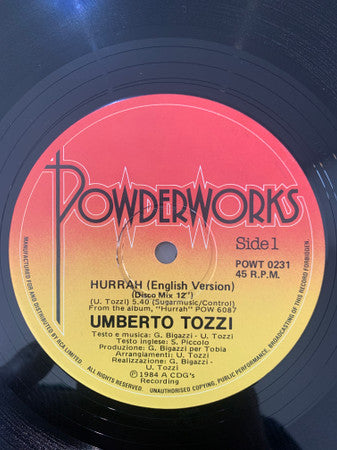 POWDERWORKS
Side 1
POWT 0231
45 R.P.M.
HURRAH (English Version)
(Disco Mix 12")
(U. Tozzi) 5.40 (Sugarmusic/Control)
From the album, "Hurrah" POW 6087
UMBERTO TOZZI
Testo e musica: G. Bigazzi - U. Tozzi
Testo inglese: S. Piccolo
Produzione: G. Bigazzi per Tobia
Arrangiamenti: U. Tozzi
Realizzazione: G. Bigazzi -
U. Tozzi
℗ 1984 A CDG's
Recording
MANUFACTURED FOR AND DISTRIBUTED BY RCA LIMITED. ALL RIGHTS RESERVED. UNAUTHORISED COPYING, PUBLIC PERFORMANCE, BROADCASTING OF THIS RECORD FORBIDDEN.